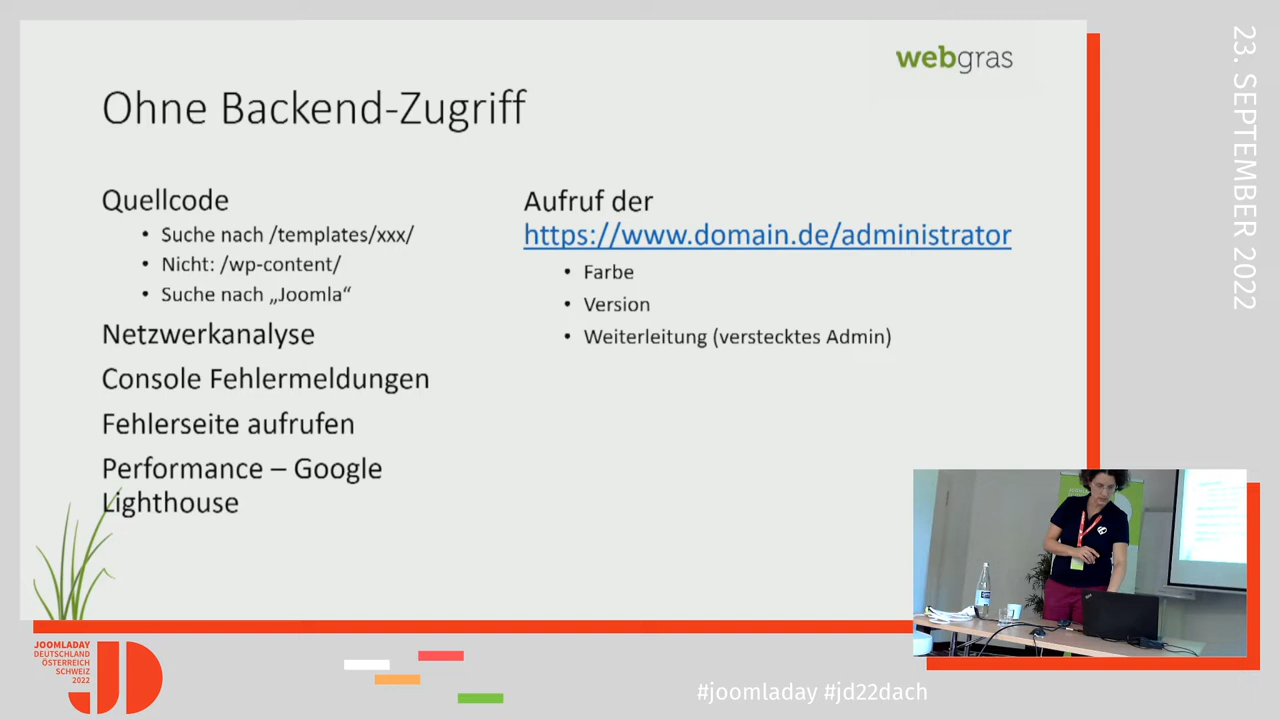 webgras
Ohne Backend-Zugriff
Quellcode
• Suche nach /templates/xxx/
• Nicht: /wp-content/
• Suche nach „Joomla“
Netzwerkanalyse
Console Fehlermeldungen
Fehlerseite aufrufen
Performance – Google
Lighthouse
Aufruf der
https://www.domain.de/administrator
• Farbe
• Version
• Weiterleitung (verstecktes Admin)
23. SEPTEMBER 2022
JOOMLADAY
DEUTSCHLAND
ÖSTERREICH
SCHWEIZ
2022
JD
#joomladay #jd22dach